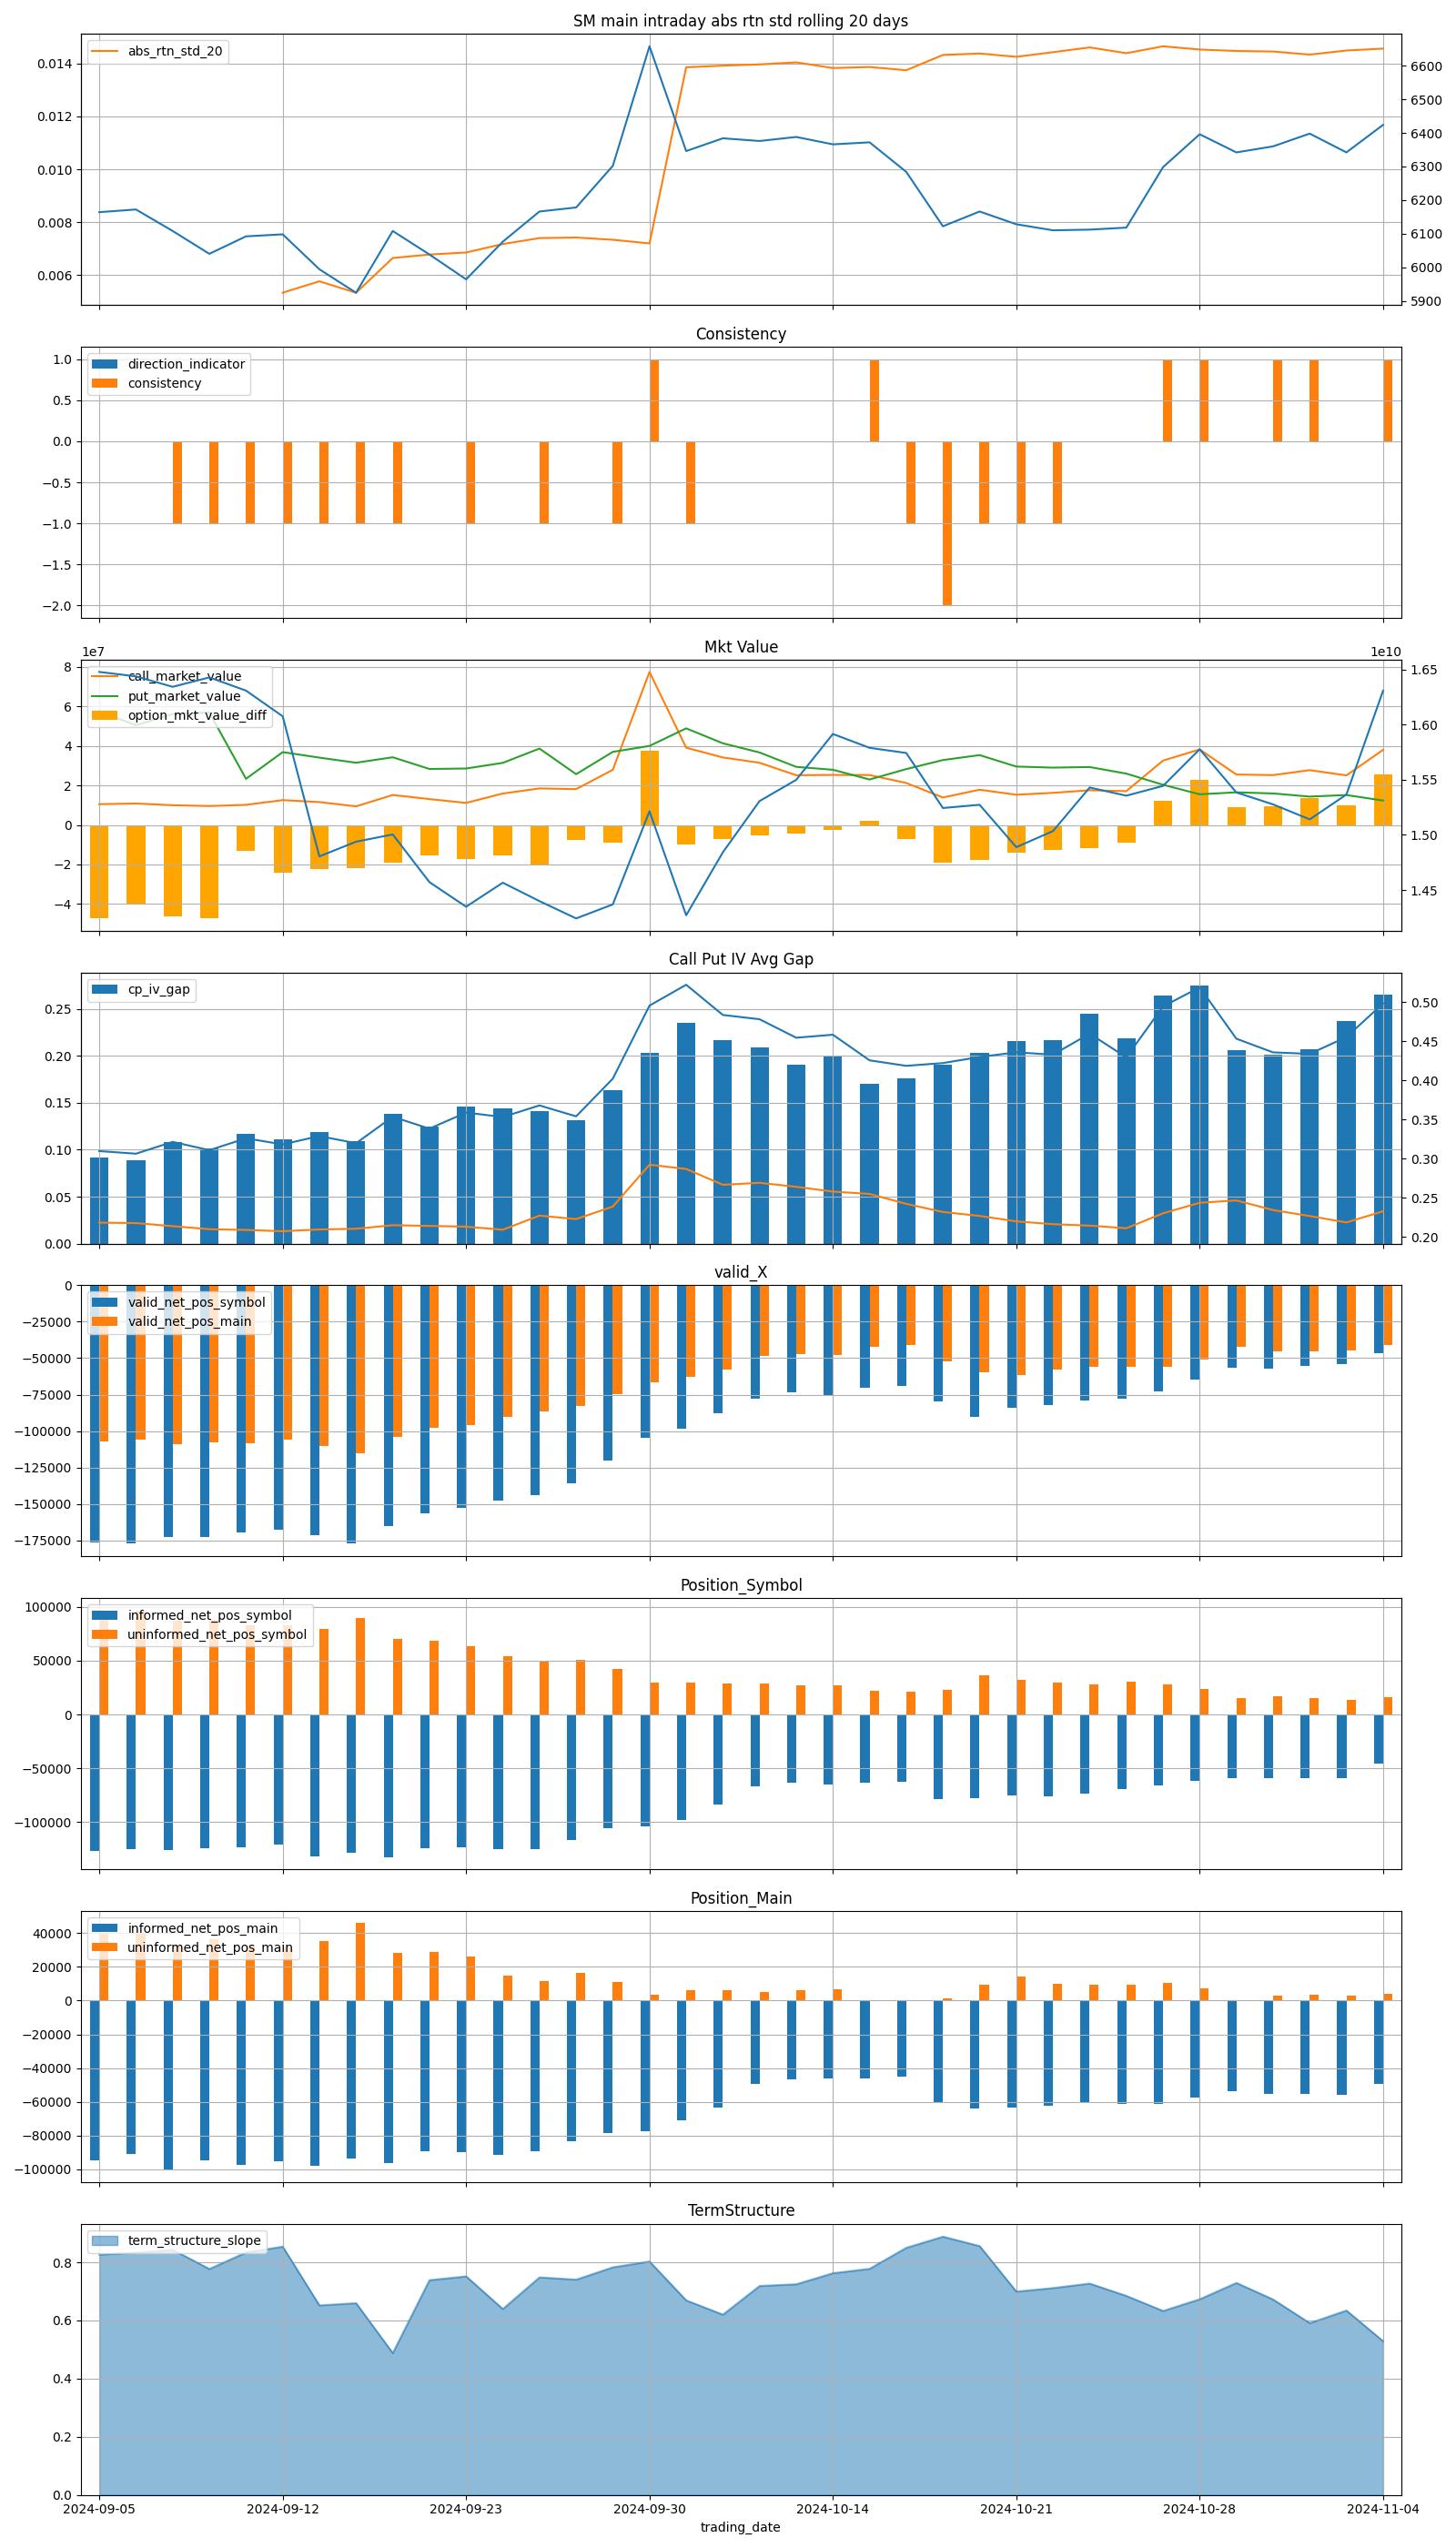 SM main intraday abs rtn std rolling 20 days
abs_rtn_std_20
0.014
0.012
0.010
0.008
0.006
6600
6500
6400
6300
6200
6100
6000
5900
Consistency
direction_indicator
consistency
1.0
0.5
0.0
−0.5
−1.0
−1.5
−2.0
Mkt Value
1e7
1e10
call_market_value
put_market_value
option_mkt_value_diff
8
6
4
2
0
−2
−4
1.65
1.60
1.55
1.50
1.45
Call Put IV Avg Gap
cp_iv_gap
0.25
0.20
0.15
0.10
0.05
0.00
0.50
0.45
0.40
0.35
0.30
0.25
0.20
valid_X
valid_net_pos_symbol
valid_net_pos_main
0
−25000
−50000
−75000
−100000
−125000
−150000
−175000
Position_Symbol
informed_net_pos_symbol
uninformed_net_pos_symbol
100000
50000
0
−50000
−100000
Position_Main
informed_net_pos_main
uninformed_net_pos_main
40000
20000
0
−20000
−40000
−60000
−80000
−100000
TermStructure
term_structure_slope
0.8
0.6
0.4
0.2
0.0
2024-09-05 2024-09-12 2024-09-23 2024-09-30 2024-10-14 2024-10-21 2024-10-28 2024-11-04
trading_date